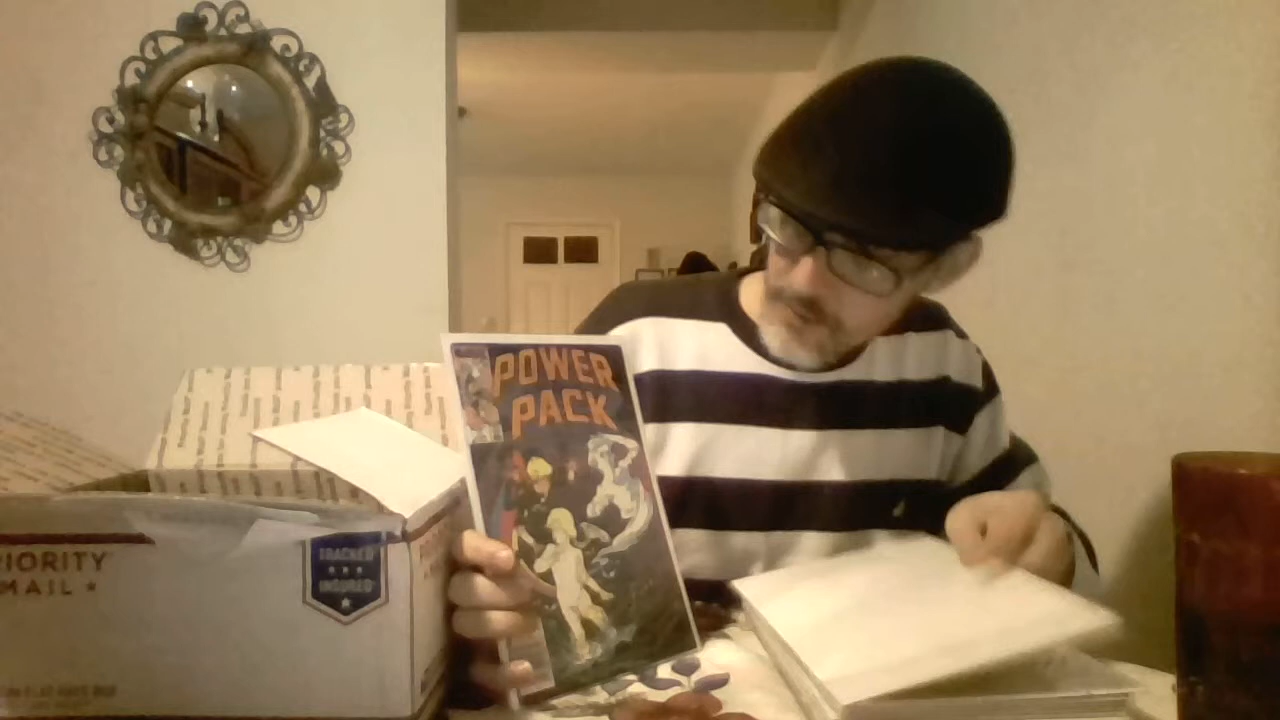 POWER
PACK
PRIORITY
MAIL ★
TRACKED
★ ★ ★
INSURED
★